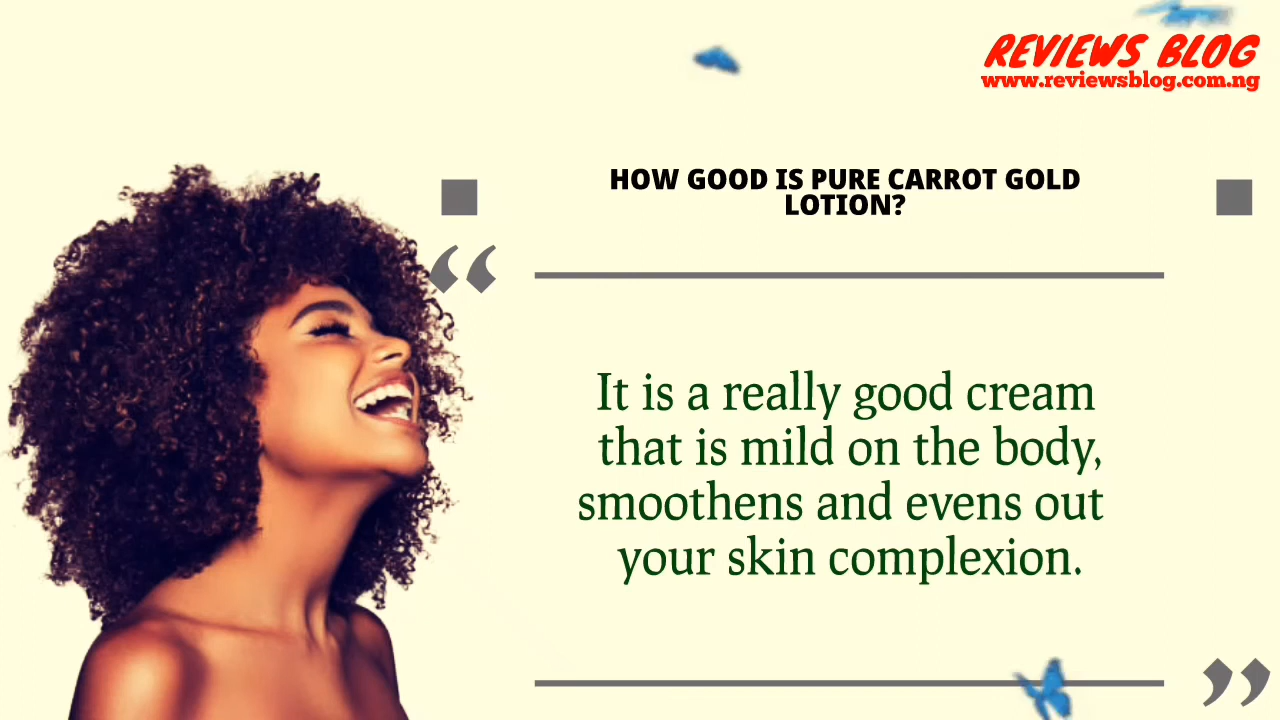 REVIEWS BLOG
www.reviewsblog.com.ng
HOW GOOD IS PURE CARROT GOLD
LOTION?
“
It is a really good cream
that is mild on the body,
smoothens and evens out
your skin complexion.
”